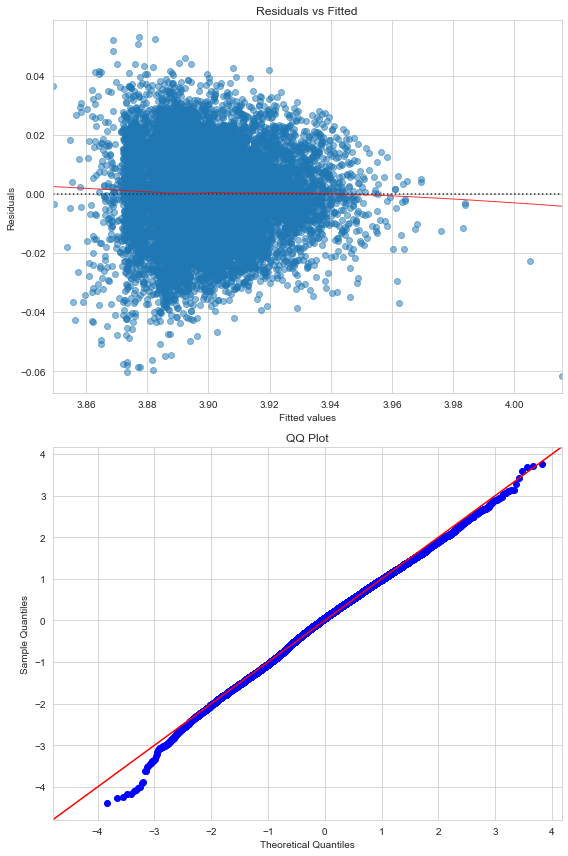 Residuals vs Fitted
0.04
0.02
0.00
−0.02
−0.04
−0.06
Residuals
3.86 3.88 3.90 3.92 3.94 3.96 3.98 4.00
Fitted values
QQ Plot
4
3
2
1
0
−1
−2
−3
−4
Sample Quantiles
−4 −3 −2 −1 0 1 2 3 4
Theoretical Quantiles